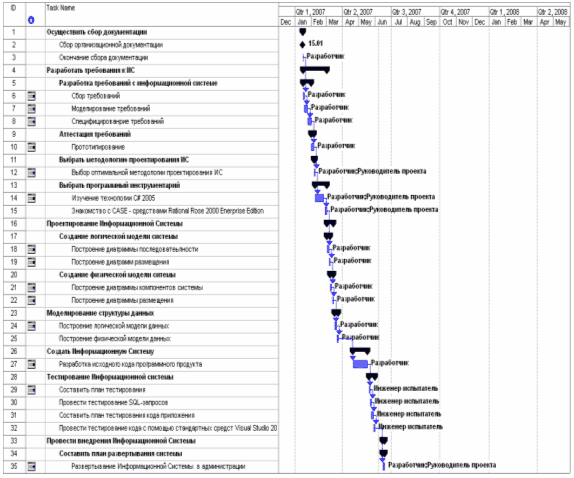 ID Task Name Qtr 1, 2007 Qtr 2, 2007 Qtr 3, 2007 Qtr 4, 2007 Qtr 1, 2008 Qtr 2, 2008
Dec Jan Feb Mar Apr May Jun Jul Aug Sep Oct Nov Dec Jan Feb Mar Apr May
1 Осуществить сбор документации
2 Сбор организационной документации 15.01
3 Окончание сбора документации Разработчик
4 Разработать требования к ИС
5 Разработка требований с информационной системе
6 Сбор требований Разработчик
7 Моделирование требований Разработчик
8 Специфицирование требований Разработчик
9 Аттестация требований
10 Прототипирование Разработчик
11 Выбрать методологию проектирования ИС
12 Выбор оптимальной методологии проектирования ИС Разработчик;Руководитель проекта
13 Выбрать программный инструментарий
14 Изучение технологии C# 2005 Разработчик;Руководитель проекта
15 Знакомство с CASE - средствами Rational Rose 2000 Enerprise Edition Разработчик;Руководитель проекта
16 Проектирование Информационной Системы
17 Создание логической модели системы
18 Построение диатраммы последовательности Разработчик
19 Построение диаграмм размещения Разработчик
20 Создание физической модели ситемы
21 Построение диаграммы компонентов системы Разработчик
22 Построение диаграммы размещения Разработчик
23 Моделирование структуры данных
24 Построение логической модели данных Разработчик
25 Построение физической модели данных Разработчик
26 Создать Информационную Систему
27 Разработка исходного кода программного продукта Разработчик
28 Тестирование Информационной системы
29 Составить план тестирования Инженер испытатель
30 Провести тестирование SQL-запросов Инженер испытатель
31 Составить план тестирования кода приложения Инженер испытатель
32 Провести тестирование кода с помощью стандартных средст Visual Studio 20 Инженер испытатель
33 Провести внедрения Информационной Системы
34 Составить план развертывания системы
35 Развертывание Информационной Системы в администрации Разработчик;Руководитель проекта